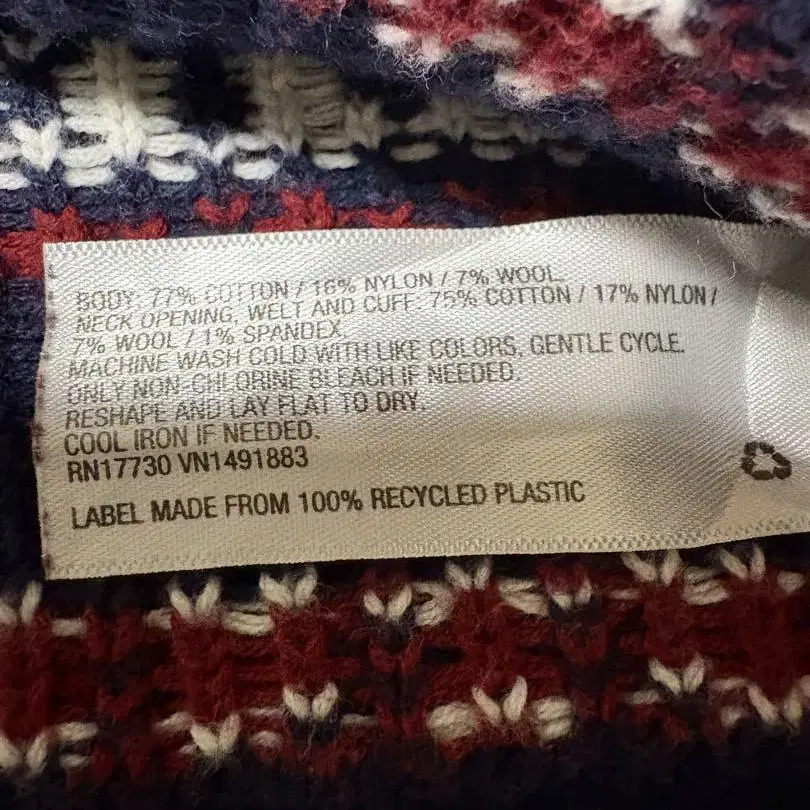 BODY: 77% COTTON / 16% NYLON / 7% WOOL.
NECK OPENING, WELT AND CUFF: 75% COTTON / 17% NYLON /
7% WOOL / 1% SPANDEX.
MACHINE WASH COLD WITH LIKE COLORS, GENTLE CYCLE.
ONLY NON-CHLORINE BLEACH IF NEEDED.
RESHAPE AND LAY FLAT TO DRY.
COOL IRON IF NEEDED.
RN17730 VN1491883
LABEL MADE FROM 100% RECYCLED PLASTIC